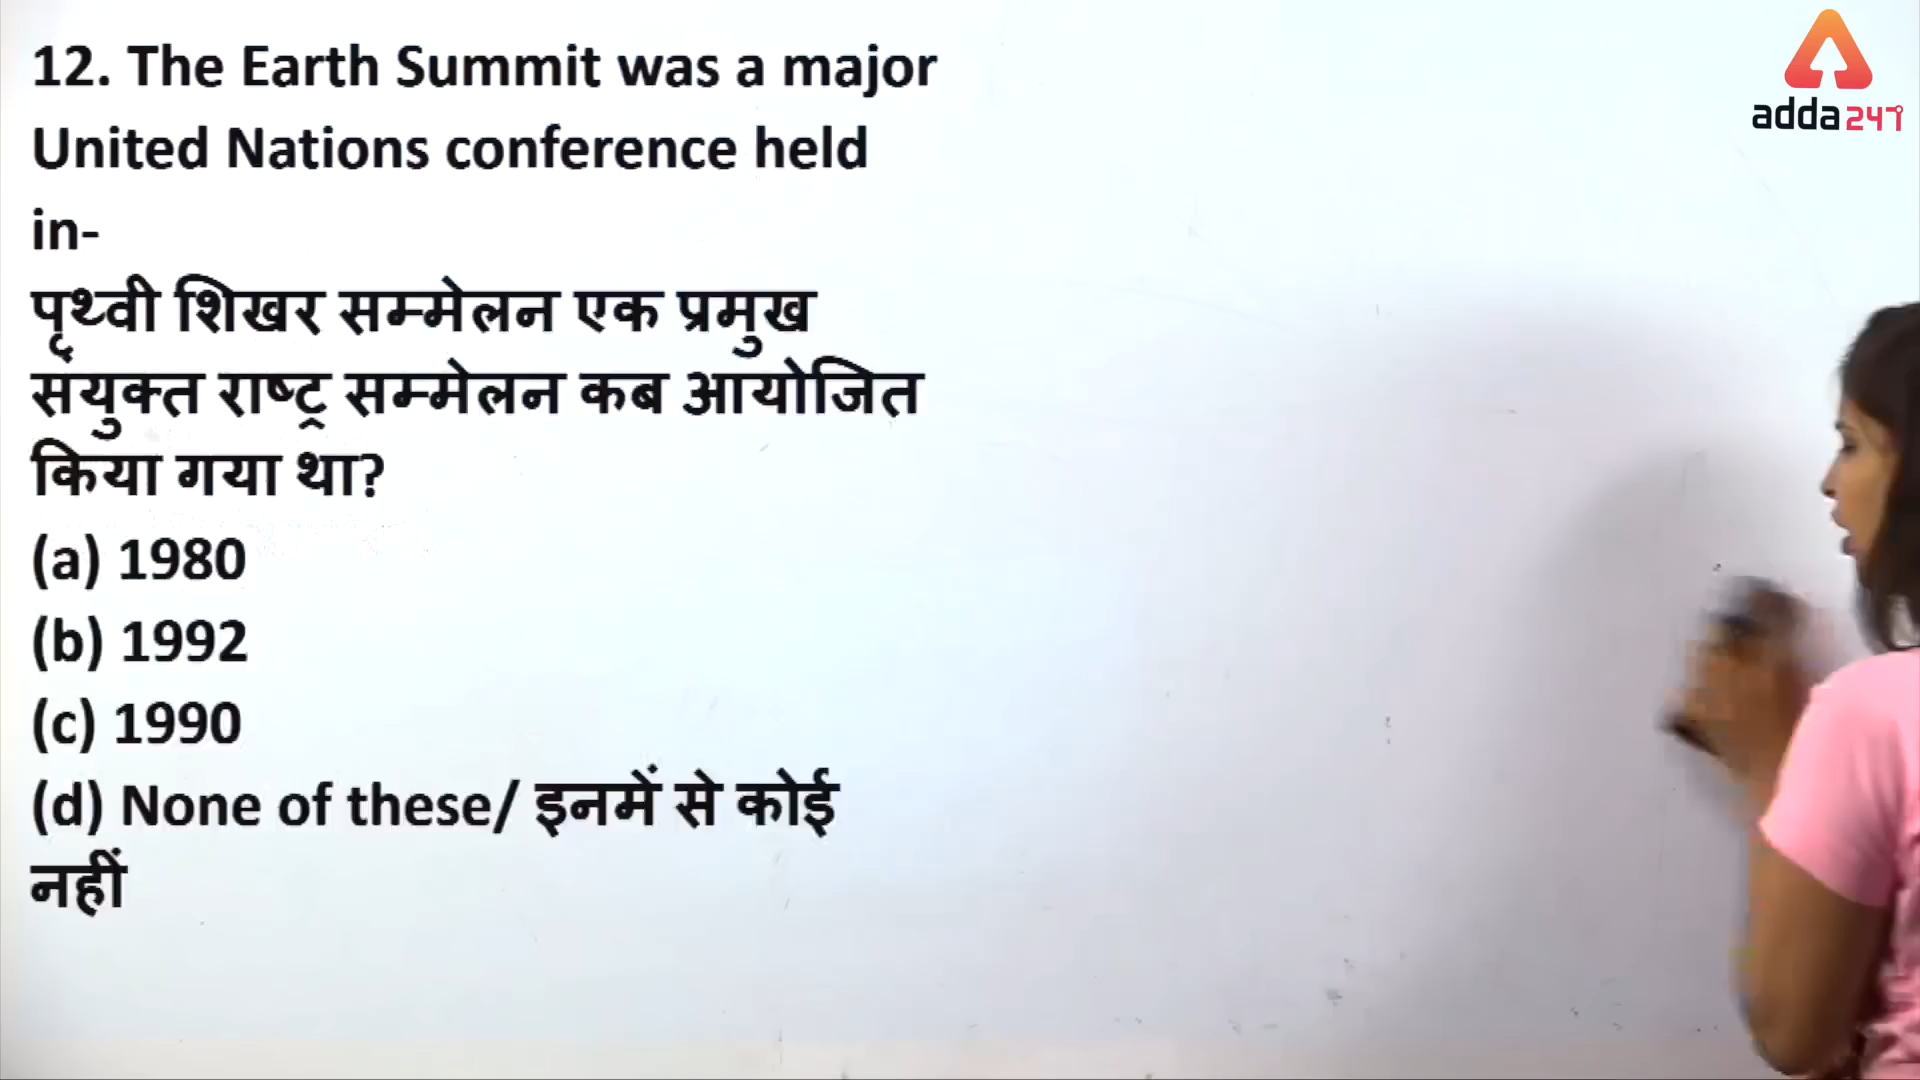 12. The Earth Summit was a major
United Nations conference held
in-
पृथ्वी शिखर सम्मेलन एक प्रमुख
संयुक्त राष्ट्र सम्मेलन कब आयोजित
किया गया था?
(a) 1980
(b) 1992
(c) 1990
(d) None of these/ इनमें से कोई
नहीं
adda247